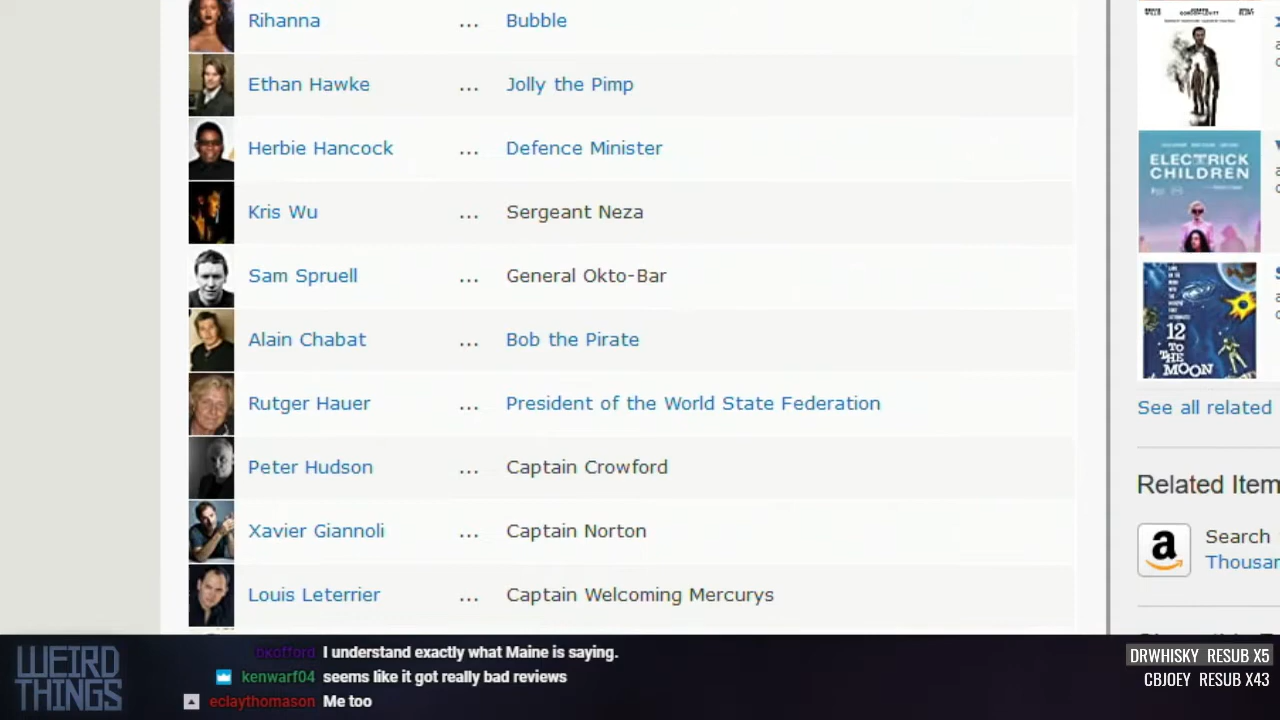 Rihanna ... Bubble
Ethan Hawke ... Jolly the Pimp
Herbie Hancock ... Defence Minister
Kris Wu ... Sergeant Neza
Sam Spruell ... General Okto-Bar
Alain Chabat ... Bob the Pirate
Rutger Hauer ... President of the World State Federation
Peter Hudson ... Captain Crowford
Xavier Giannoli ... Captain Norton
Louis Leterrier ... Captain Welcoming Mercurys
ELECTRICK
CHILDREN
12
TO
THE
MOON
See all related
Related Item
a
Search
Thousan
WEIRD
THINGS
I understand exactly what Maine is saying.
kenwarf04 seems like it got really bad reviews
eclaythomason Me too
DRWHISKY RESUB X5
CBJOEY RESUB X43